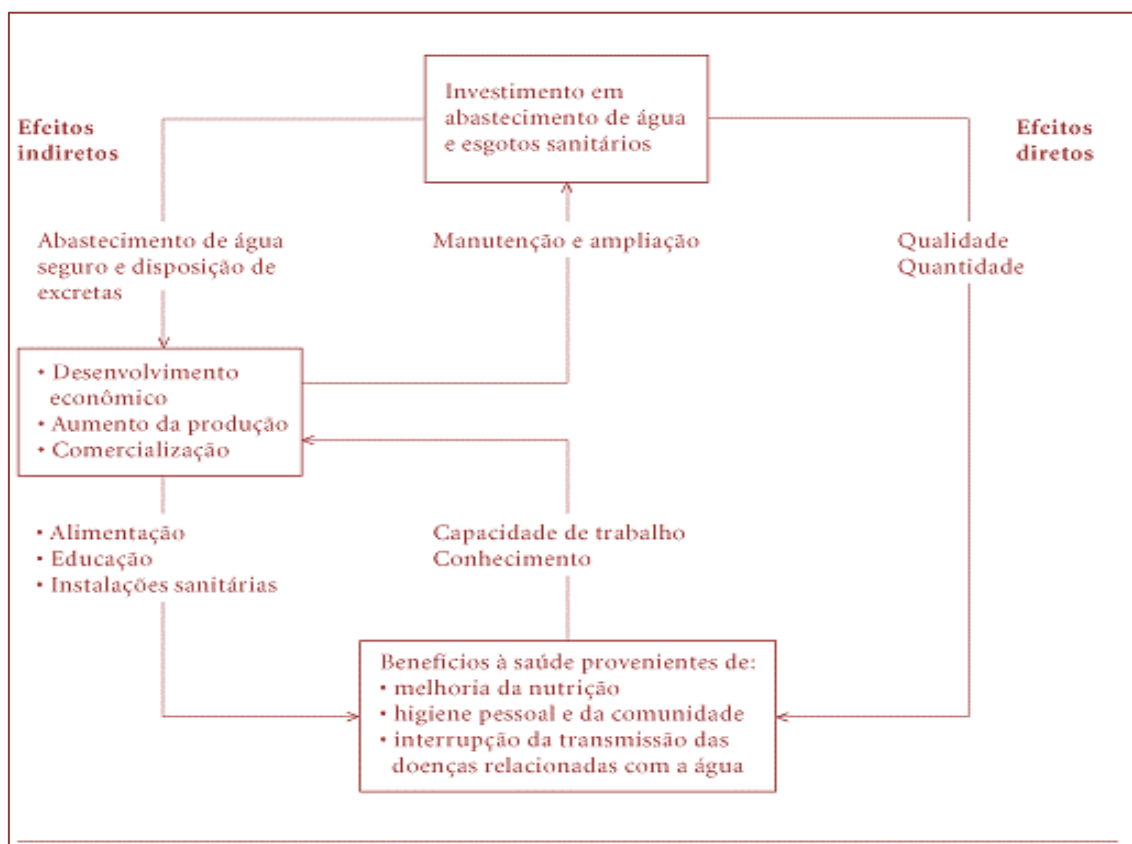 Investimento em
abastecimento de água
e esgotos sanitários
Efeitos
indiretos
Efeitos
diretos
Abastecimento de água
seguro e disposição de
excretas
Manutenção e ampliação
Qualidade
Quantidade
• Desenvolvimento
econômico
• Aumento da produção
• Comercialização
• Alimentação
• Educação
• Instalações sanitárias
Capacidade de trabalho
Conhecimento
Benefícios à saúde provenientes de:
• melhoria da nutrição
• higiene pessoal e da comunidade
• interrupção da transmissão das
doenças relacionadas com a água